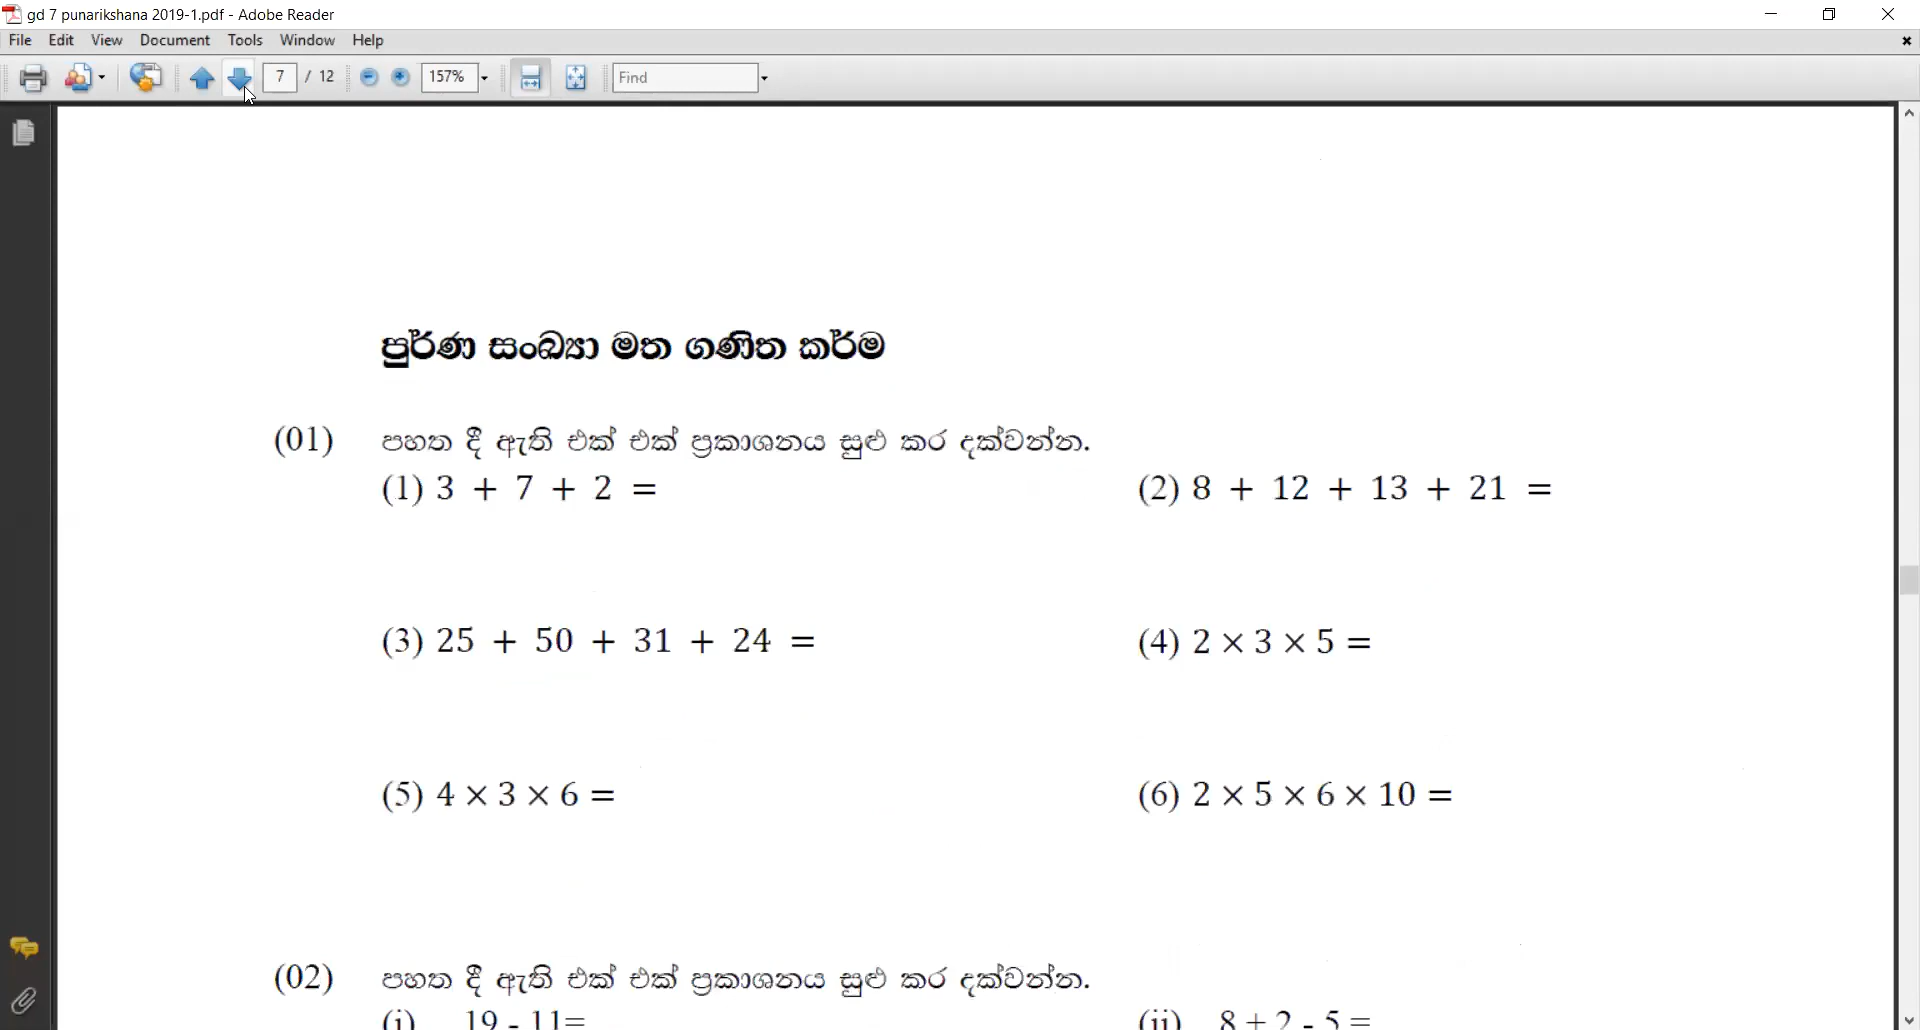 gd 7 punarikshana 2019-1.pdf - Adobe Reader
File Edit View Document Tools Window Help
7 / 12 157% Find
පූර්ණ සංඛ්‍යා මත ගණිත කර්ම
(01) පහත දී ඇති එක් එක් ප්‍රකාශනය සුළු කර දක්වන්න.
(1) 3 + 7 + 2 = (2) 8 + 12 + 13 + 21 =
(3) 25 + 50 + 31 + 24 = (4) 2 × 3 × 5 =
(5) 4 × 3 × 6 = (6) 2 × 5 × 6 × 10 =
(02) පහත දී ඇති එක් එක් ප්‍රකාශනය සුළු කර දක්වන්න.
(i) 19 - 11= (ii) 8 + 2 - 5 =